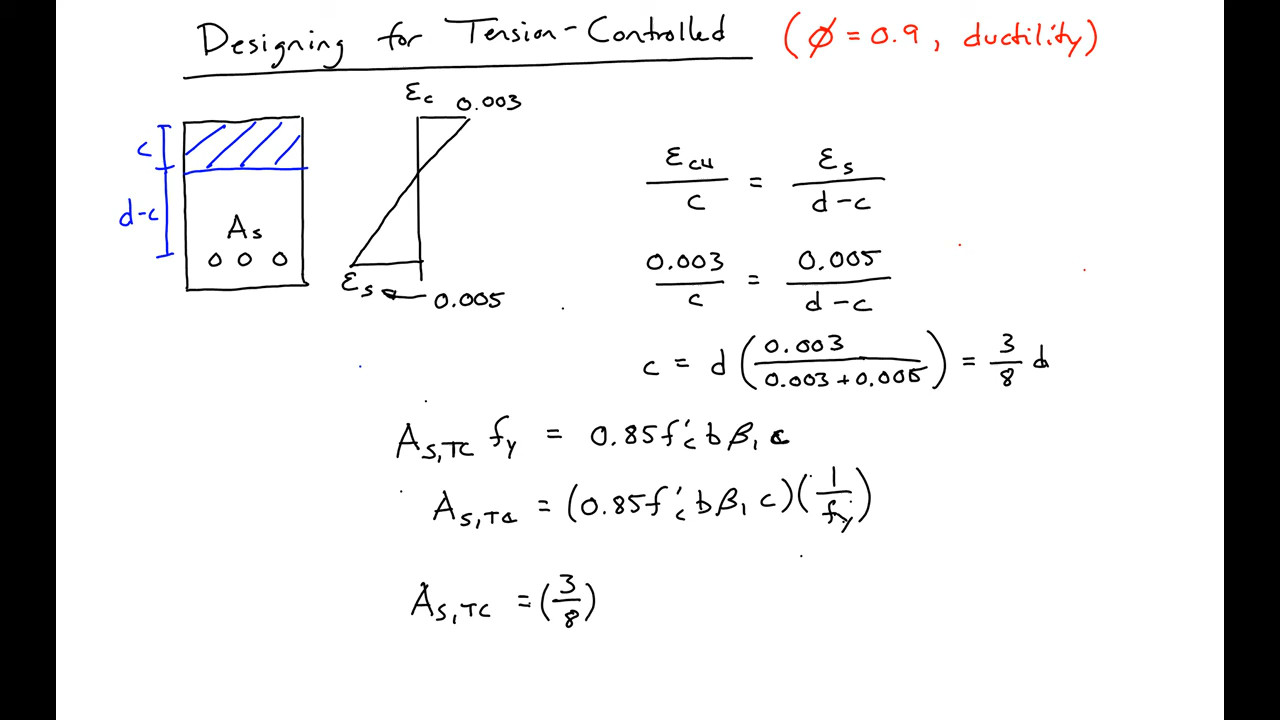 Designing for Tension-Controlled (ϕ = 0.9, ductility)
εc 0.003
c
d-c
As
εs ← 0.005
εcu/c = εs/(d-c)
0.003/c = 0.005/(d-c)
c = d (0.003/(0.003+0.005)) = 3/8 d
As,TC fy = 0.85f'c b β1 c
As,TC = (0.85f'c b β1 c)(1/fy)
As,TC = (3/8)